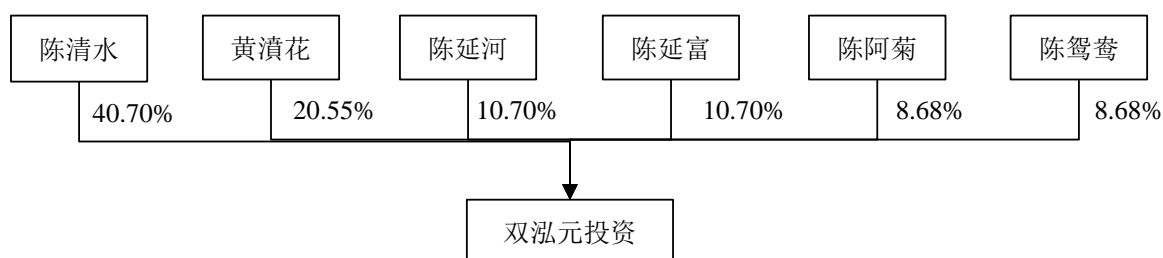 陈清水 黄濆花 陈延河 陈延富 陈阿菊 陈鸳鸯
40.70% 20.55% 10.70% 10.70% 8.68% 8.68%
双泓元投资